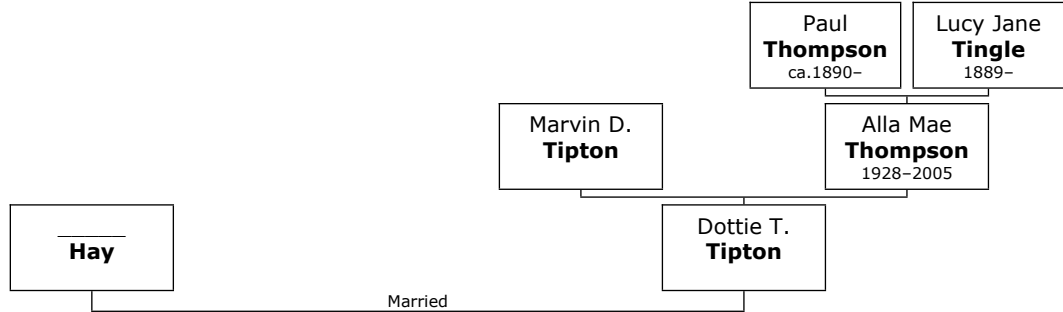 Paul
Thompson
ca.1890–
Lucy Jane
Tingle
1889–
Marvin D.
Tipton
Alla Mae
Thompson
1928–2005
______
Hay
Dottie T.
Tipton
Married